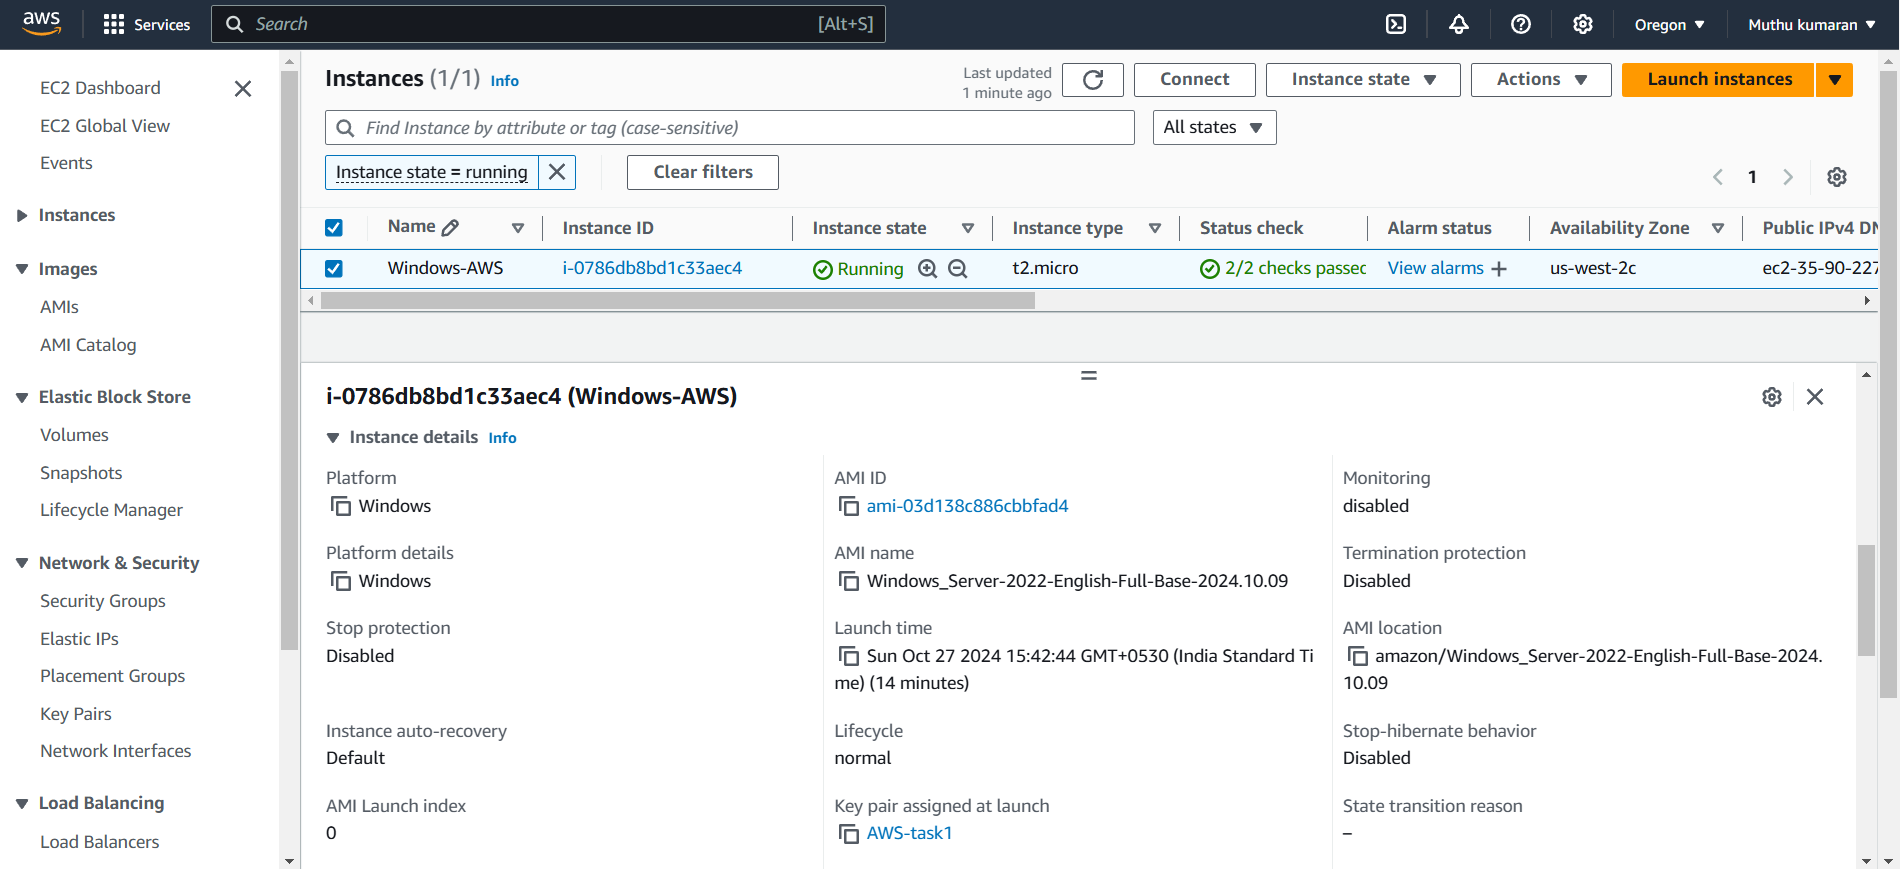 aws
Services
Search
[Alt+S]
Oregon
Muthu kumaran
EC2 Dashboard
EC2 Global View
Events
Instances
Images
AMIs
AMI Catalog
Elastic Block Store
Volumes
Snapshots
Lifecycle Manager
Network & Security
Security Groups
Elastic IPs
Placement Groups
Key Pairs
Network Interfaces
Load Balancing
Load Balancers
Instances (1/1) Info
Last updated
1 minute ago
Connect
Instance state
Actions
Launch instances
Find Instance by attribute or tag (case-sensitive)
All states
Instance state = running
Clear filters
1
Name Instance ID Instance state Instance type Status check Alarm status Availability Zone Public IPv4 DN
Windows-AWS i-0786db8bd1c33aec4 Running t2.micro 2/2 checks passec View alarms + us-west-2c ec2-35-90-227
i-0786db8bd1c33aec4 (Windows-AWS)
Instance details Info
Platform
Windows
AMI ID
ami-03d138c886cbbfad4
Monitoring
disabled
Platform details
Windows
AMI name
Windows_Server-2022-English-Full-Base-2024.10.09
Termination protection
Disabled
Stop protection
Disabled
Launch time
Sun Oct 27 2024 15:42:44 GMT+0530 (India Standard Ti
me) (14 minutes)
AMI location
amazon/Windows_Server-2022-English-Full-Base-2024.
10.09
Instance auto-recovery
Default
Lifecycle
normal
Stop-hibernate behavior
Disabled
AMI Launch index
0
Key pair assigned at launch
AWS-task1
State transition reason
–